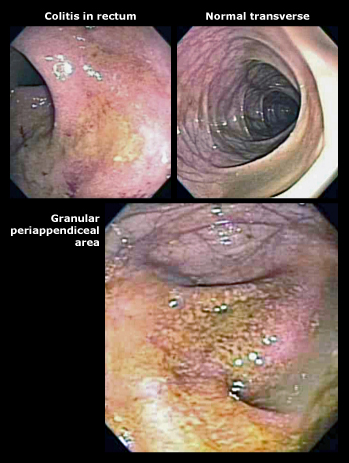 Colitis in rectum
Normal transverse
Granular
periappendiceal
area